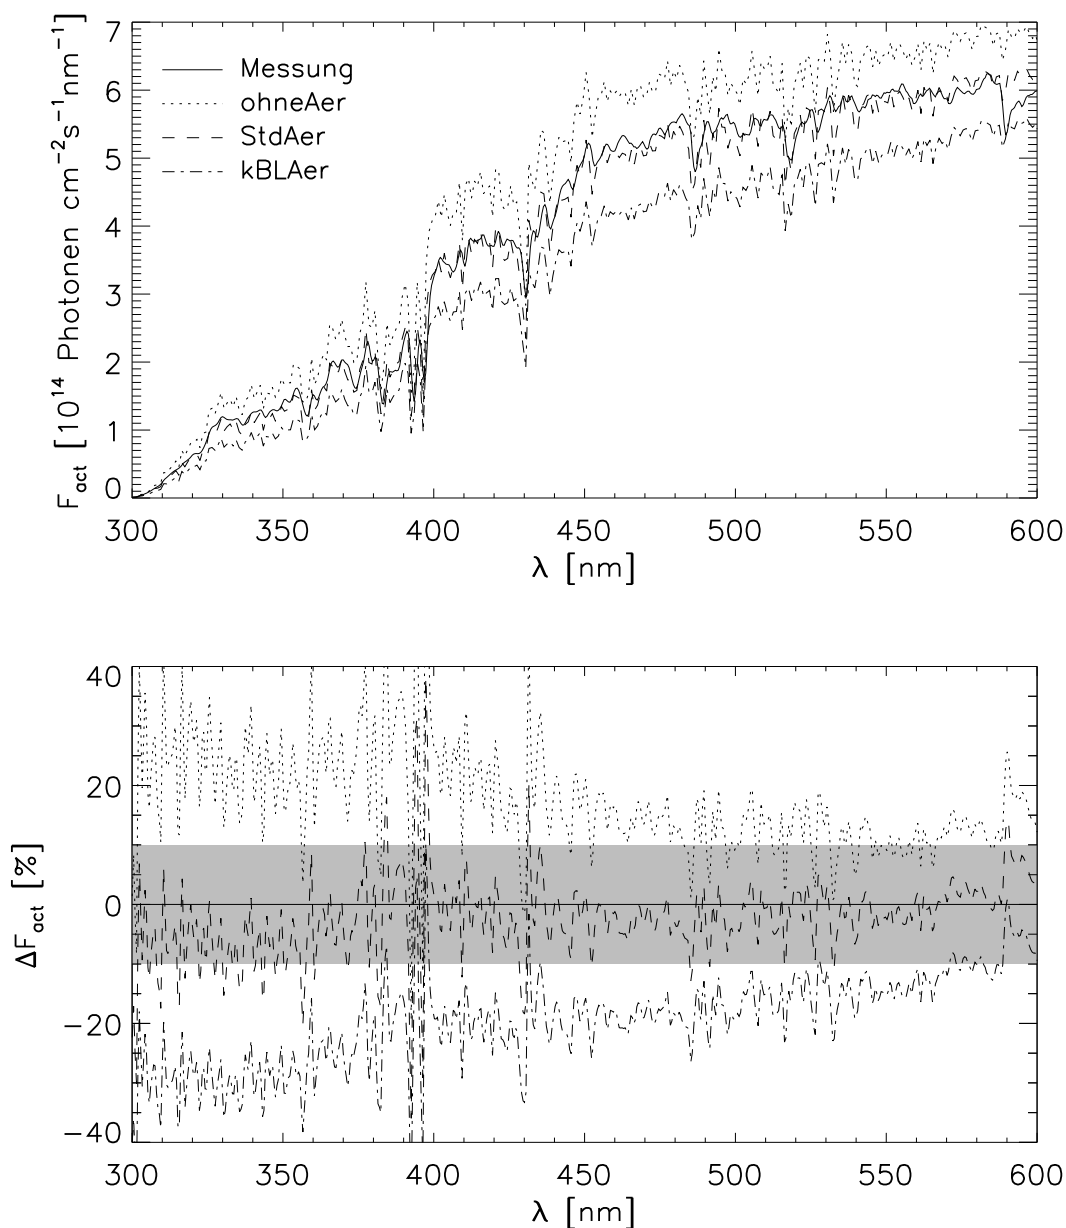 7
6
5
4
3
2
1
0
F_act [10^14 Photonen cm^-2 s^-1 nm^-1]
Messung
ohneAer
StdAer
kBLAer
300 350 400 450 500 550 600
λ [nm]
40
20
0
-20
-40
ΔF_act [%]
300 350 400 450 500 550 600
λ [nm]